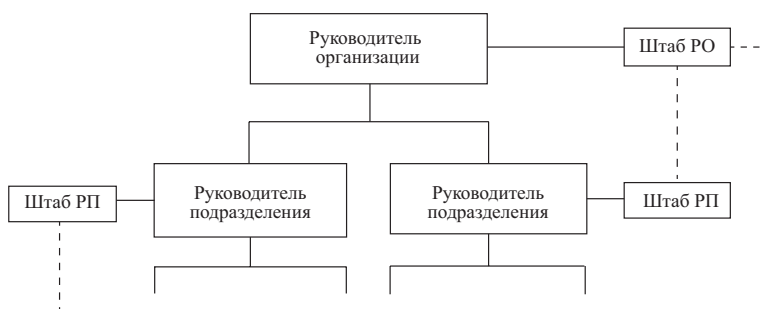 Руководитель
организации
Штаб РО
Штаб РП
Руководитель
подразделения
Руководитель
подразделения
Штаб РП